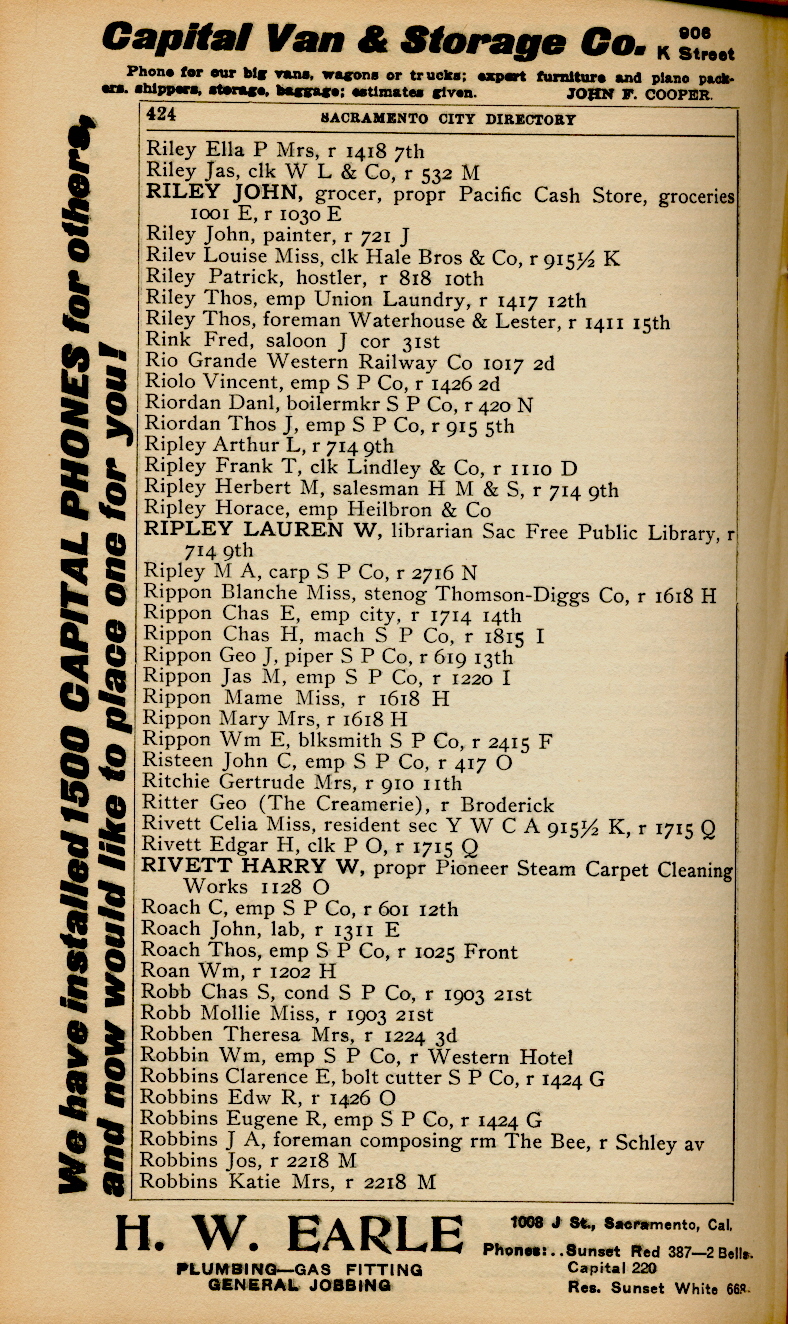 Capital Van & Storage Co. 906 K Street
Phone for our big vans, wagons or trucks; expert furniture and piano pack-
ers. shippers, storage, baggage; estimates given. JOHN F. COOPER.
We have installed 1500 CAPITAL PHONES for others,
and now would like to place one for you!
424 SACRAMENTO CITY DIRECTORY
Riley Ella P Mrs, r 1418 7th
Riley Jas, clk W L & Co, r 532 M
RILEY JOHN, grocer, propr Pacific Cash Store, groceries
1001 E, r 1030 E
Riley John, painter, r 721 J
Rilev Louise Miss, clk Hale Bros & Co, r 915½ K
Riley Patrick, hostler, r 818 10th
Riley Thos, emp Union Laundry, r 1417 12th
Riley Thos, foreman Waterhouse & Lester, r 1411 15th
Rink Fred, saloon J cor 31st
Rio Grande Western Railway Co 1017 2d
Riolo Vincent, emp S P Co, r 1426 2d
Riordan Danl, boilermkr S P Co, r 420 N
Riordan Thos J, emp S P Co, r 915 5th
Ripley Arthur L, r 714 9th
Ripley Frank T, clk Lindley & Co, r 1110 D
Ripley Herbert M, salesman H M & S, r 714 9th
Ripley Horace, emp Heilbron & Co
RIPLEY LAUREN W, librarian Sac Free Public Library, r
714 9th
Ripley M A, carp S P Co, r 2716 N
Rippon Blanche Miss, stenog Thomson-Diggs Co, r 1618 H
Rippon Chas E, emp city, r 1714 14th
Rippon Chas H, mach S P Co, r 1815 I
Rippon Geo J, piper S P Co, r 619 13th
Rippon Jas M, emp S P Co, r 1220 I
Rippon Mame Miss, r 1618 H
Rippon Mary Mrs, r 1618 H
Rippon Wm E, blksmith S P Co, r 2415 F
Risteen John C, emp S P Co, r 417 O
Ritchie Gertrude Mrs, r 910 11th
Ritter Geo (The Creamerie), r Broderick
Rivett Celia Miss, resident sec Y W C A 915½ K, r 1715 Q
Rivett Edgar H, clk P O, r 1715 Q
RIVETT HARRY W, propr Pioneer Steam Carpet Cleaning
Works 1128 O
Roach C, emp S P Co, r 601 12th
Roach John, lab, r 1311 E
Roach Thos, emp S P Co, r 1025 Front
Roan Wm, r 1202 H
Robb Chas S, cond S P Co, r 1903 21st
Robb Mollie Miss, r 1903 21st
Robben Theresa Mrs, r 1224 3d
Robbin Wm, emp S P Co, r Western Hotel
Robbins Clarence E, bolt cutter S P Co, r 1424 G
Robbins Edw R, r 1426 O
Robbins Eugene R, emp S P Co, r 1424 G
Robbins J A, foreman composing rm The Bee, r Schley av
Robbins Jos, r 2218 M
Robbins Katie Mrs, r 2218 M
H. W. EARLE
PLUMBING—GAS FITTING
GENERAL JOBBING
1008 J St., Sacramento, Cal.
Phones:..Sunset Red 387—2 Bells.
Capital 220
Res. Sunset White 668.